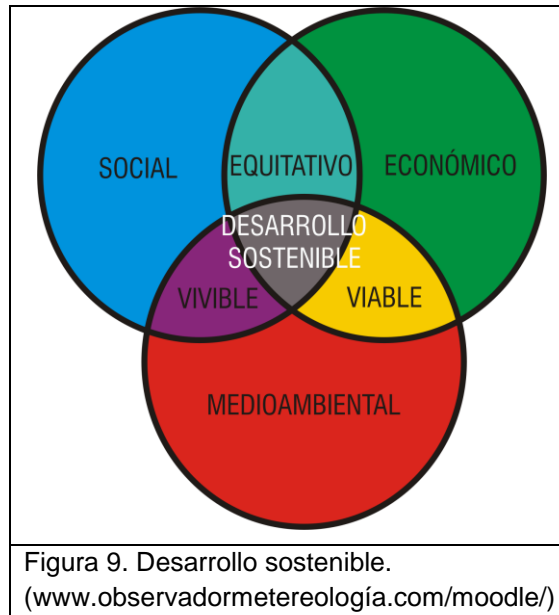 SOCIAL
EQUITATIVO
ECONÓMICO
DESARROLLO
SOSTENIBLE
VIVIBLE
VIABLE
MEDIOAMBIENTAL
Figura 9. Desarrollo sostenible.
(www.observadormetereología.com/moodle/)